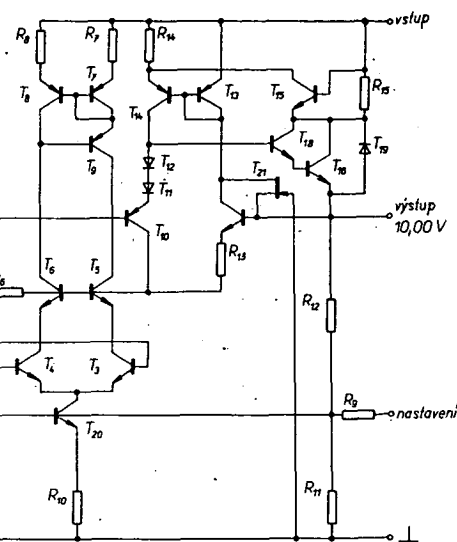 vstup
R8
R7
R14
T8
T7
T14
T13
T15
R15
T9
T12
T11
T18
T16
T19
T21
T10
výstup
10,00 V
R13
T6
T5
R12
T4
T3
R9
nastavení
T20
R10
R11